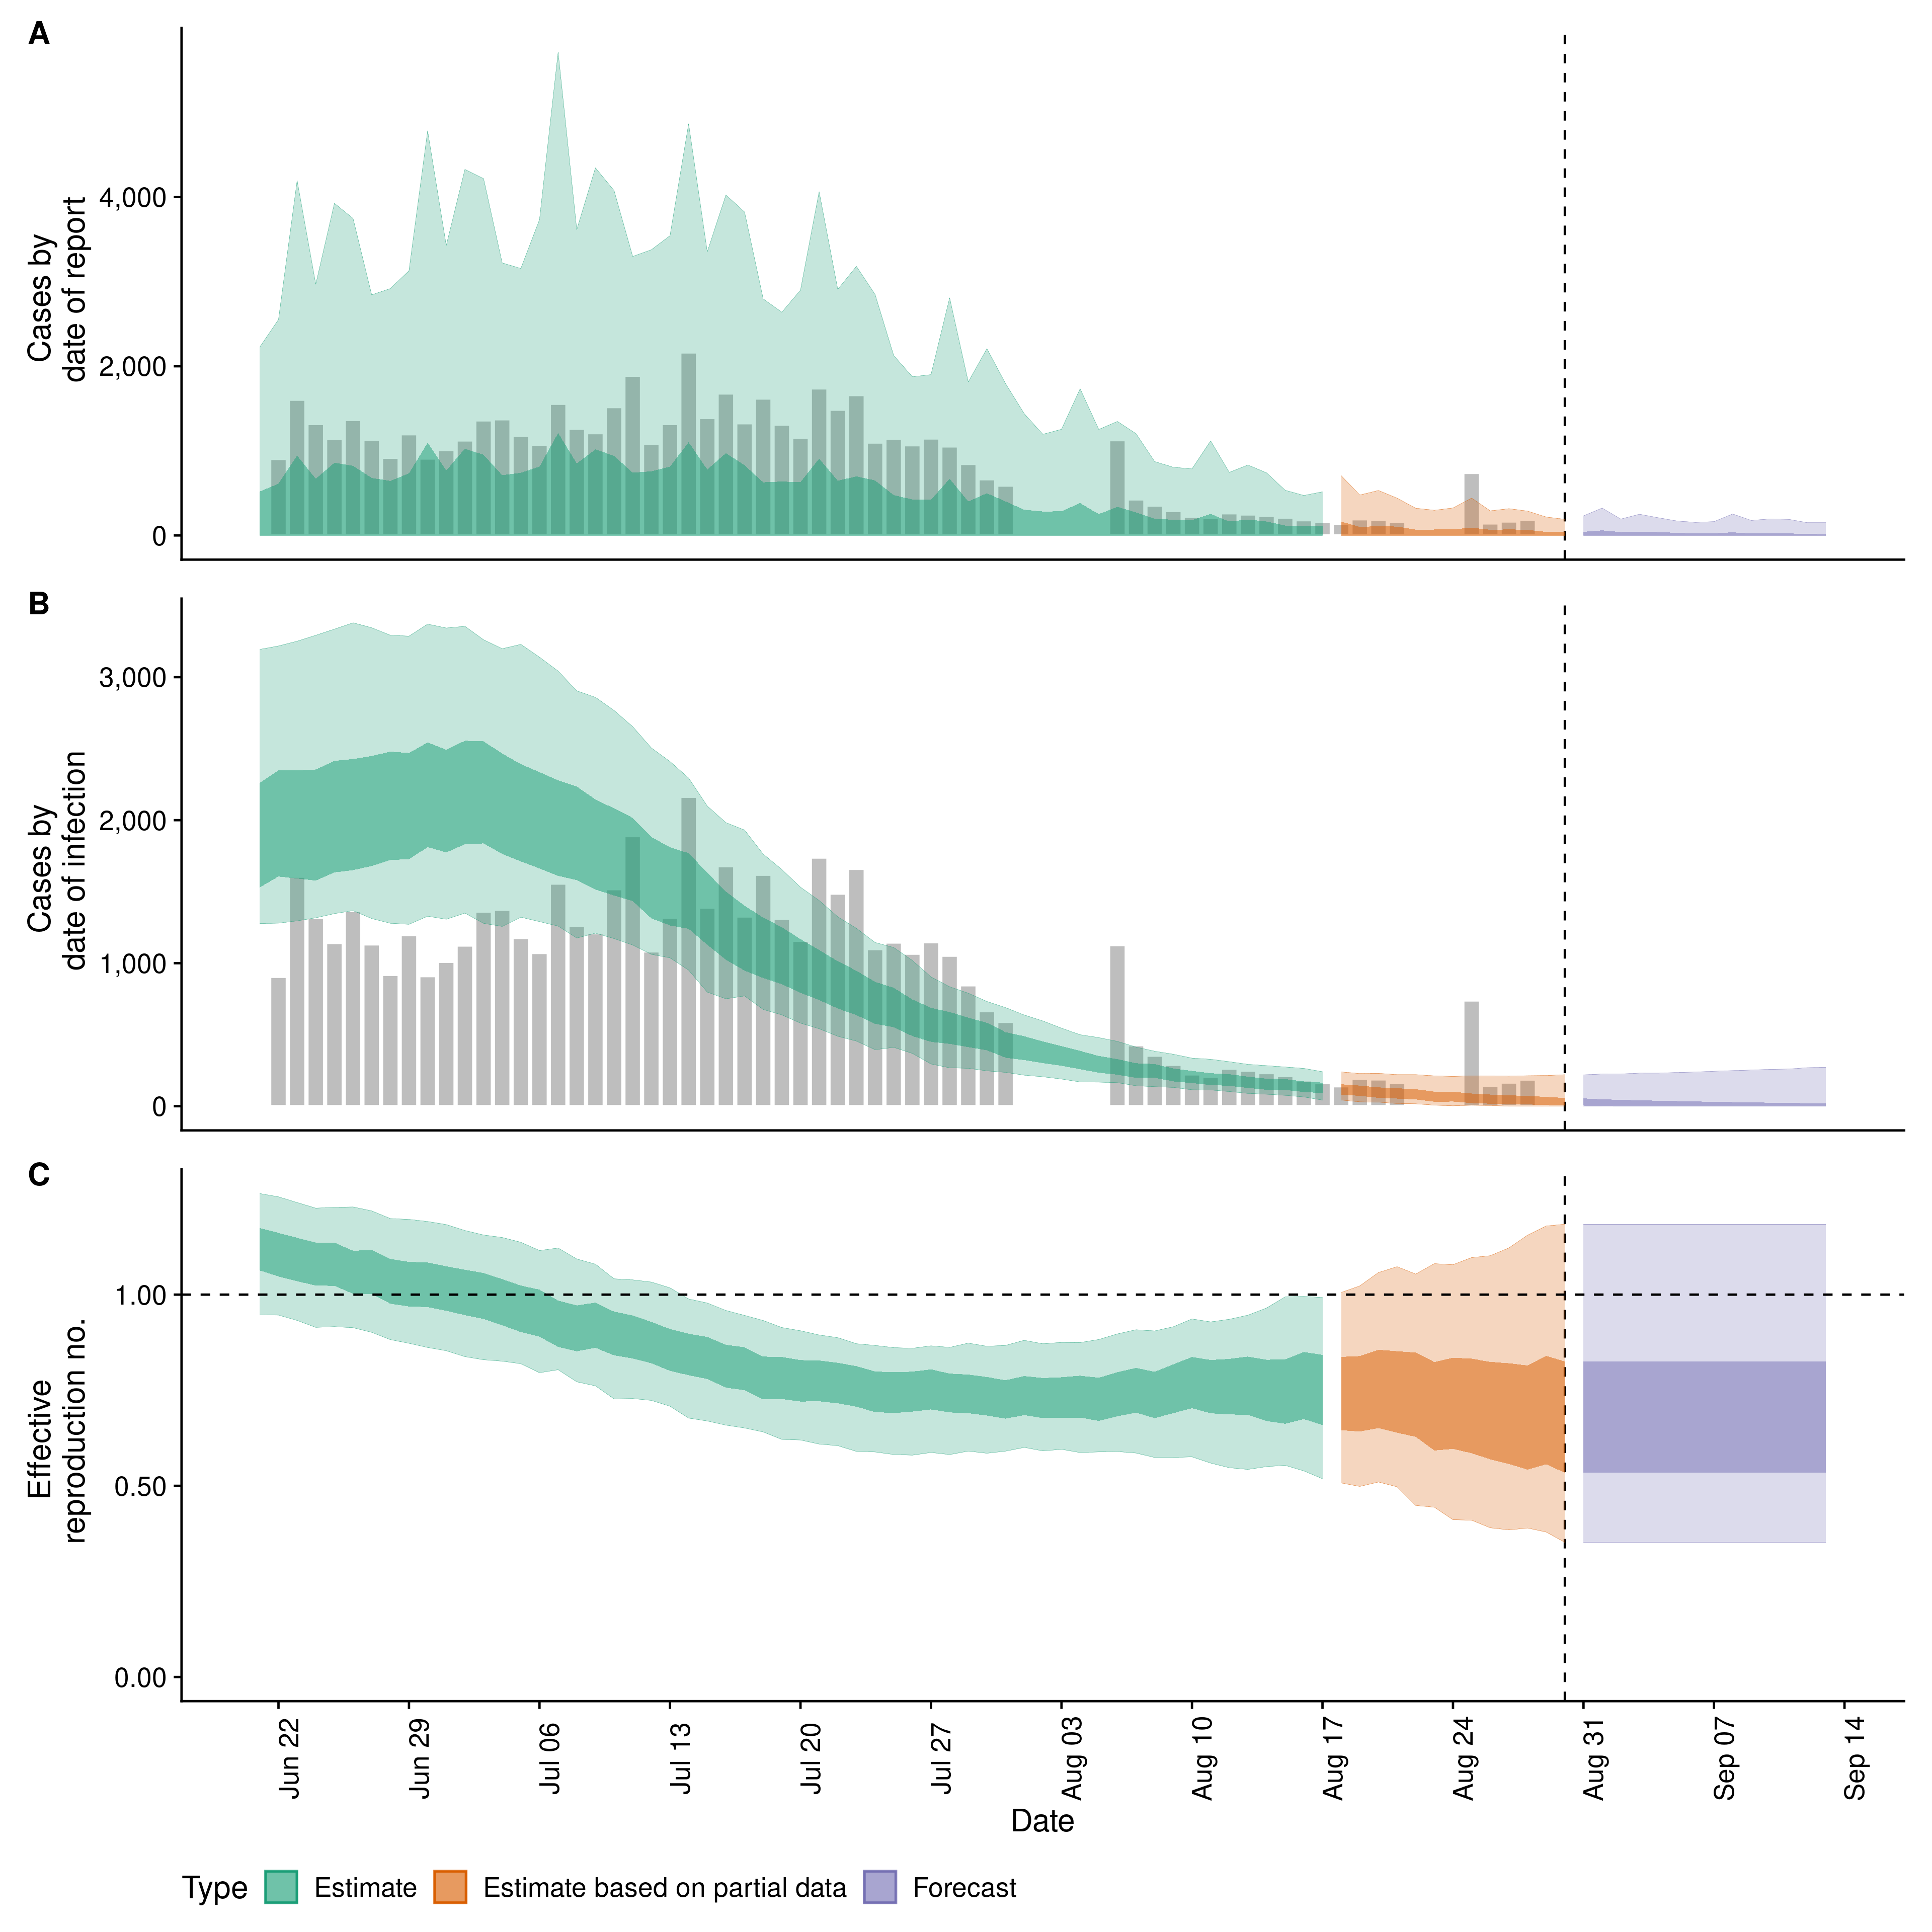 A
Cases by
date of report
4,000
2,000
0
B
Cases by
date of infection
3,000
2,000
1,000
0
C
Effective
reproduction no.
1.00
0.50
0.00
Jun 22
Jun 29
Jul 06
Jul 13
Jul 20
Jul 27
Aug 03
Aug 10
Aug 17
Aug 24
Aug 31
Sep 07
Sep 14
Date
Type Estimate Estimate based on partial data Forecast